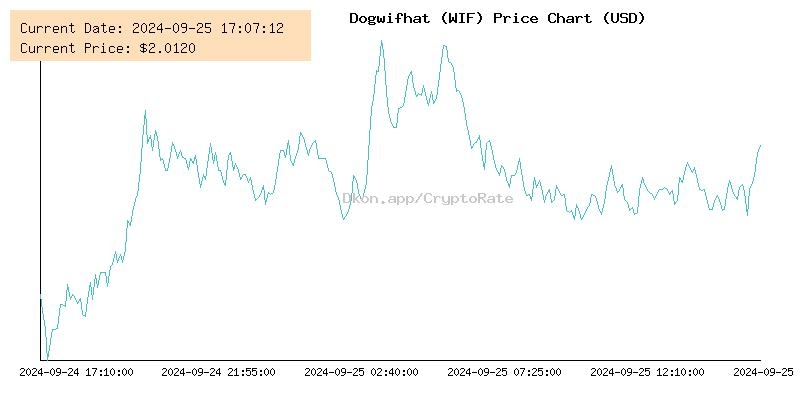 Dogwifhat (WIF) Price Chart (USD)
Current Date: 2024-09-25 17:07:12
Current Price: $2.0120
Dkon.app/CryptoRate
2024-09-24 17:10:00
2024-09-24 21:55:00
2024-09-25 02:40:00
2024-09-25 07:25:00
2024-09-25 12:10:00
2024-09-25